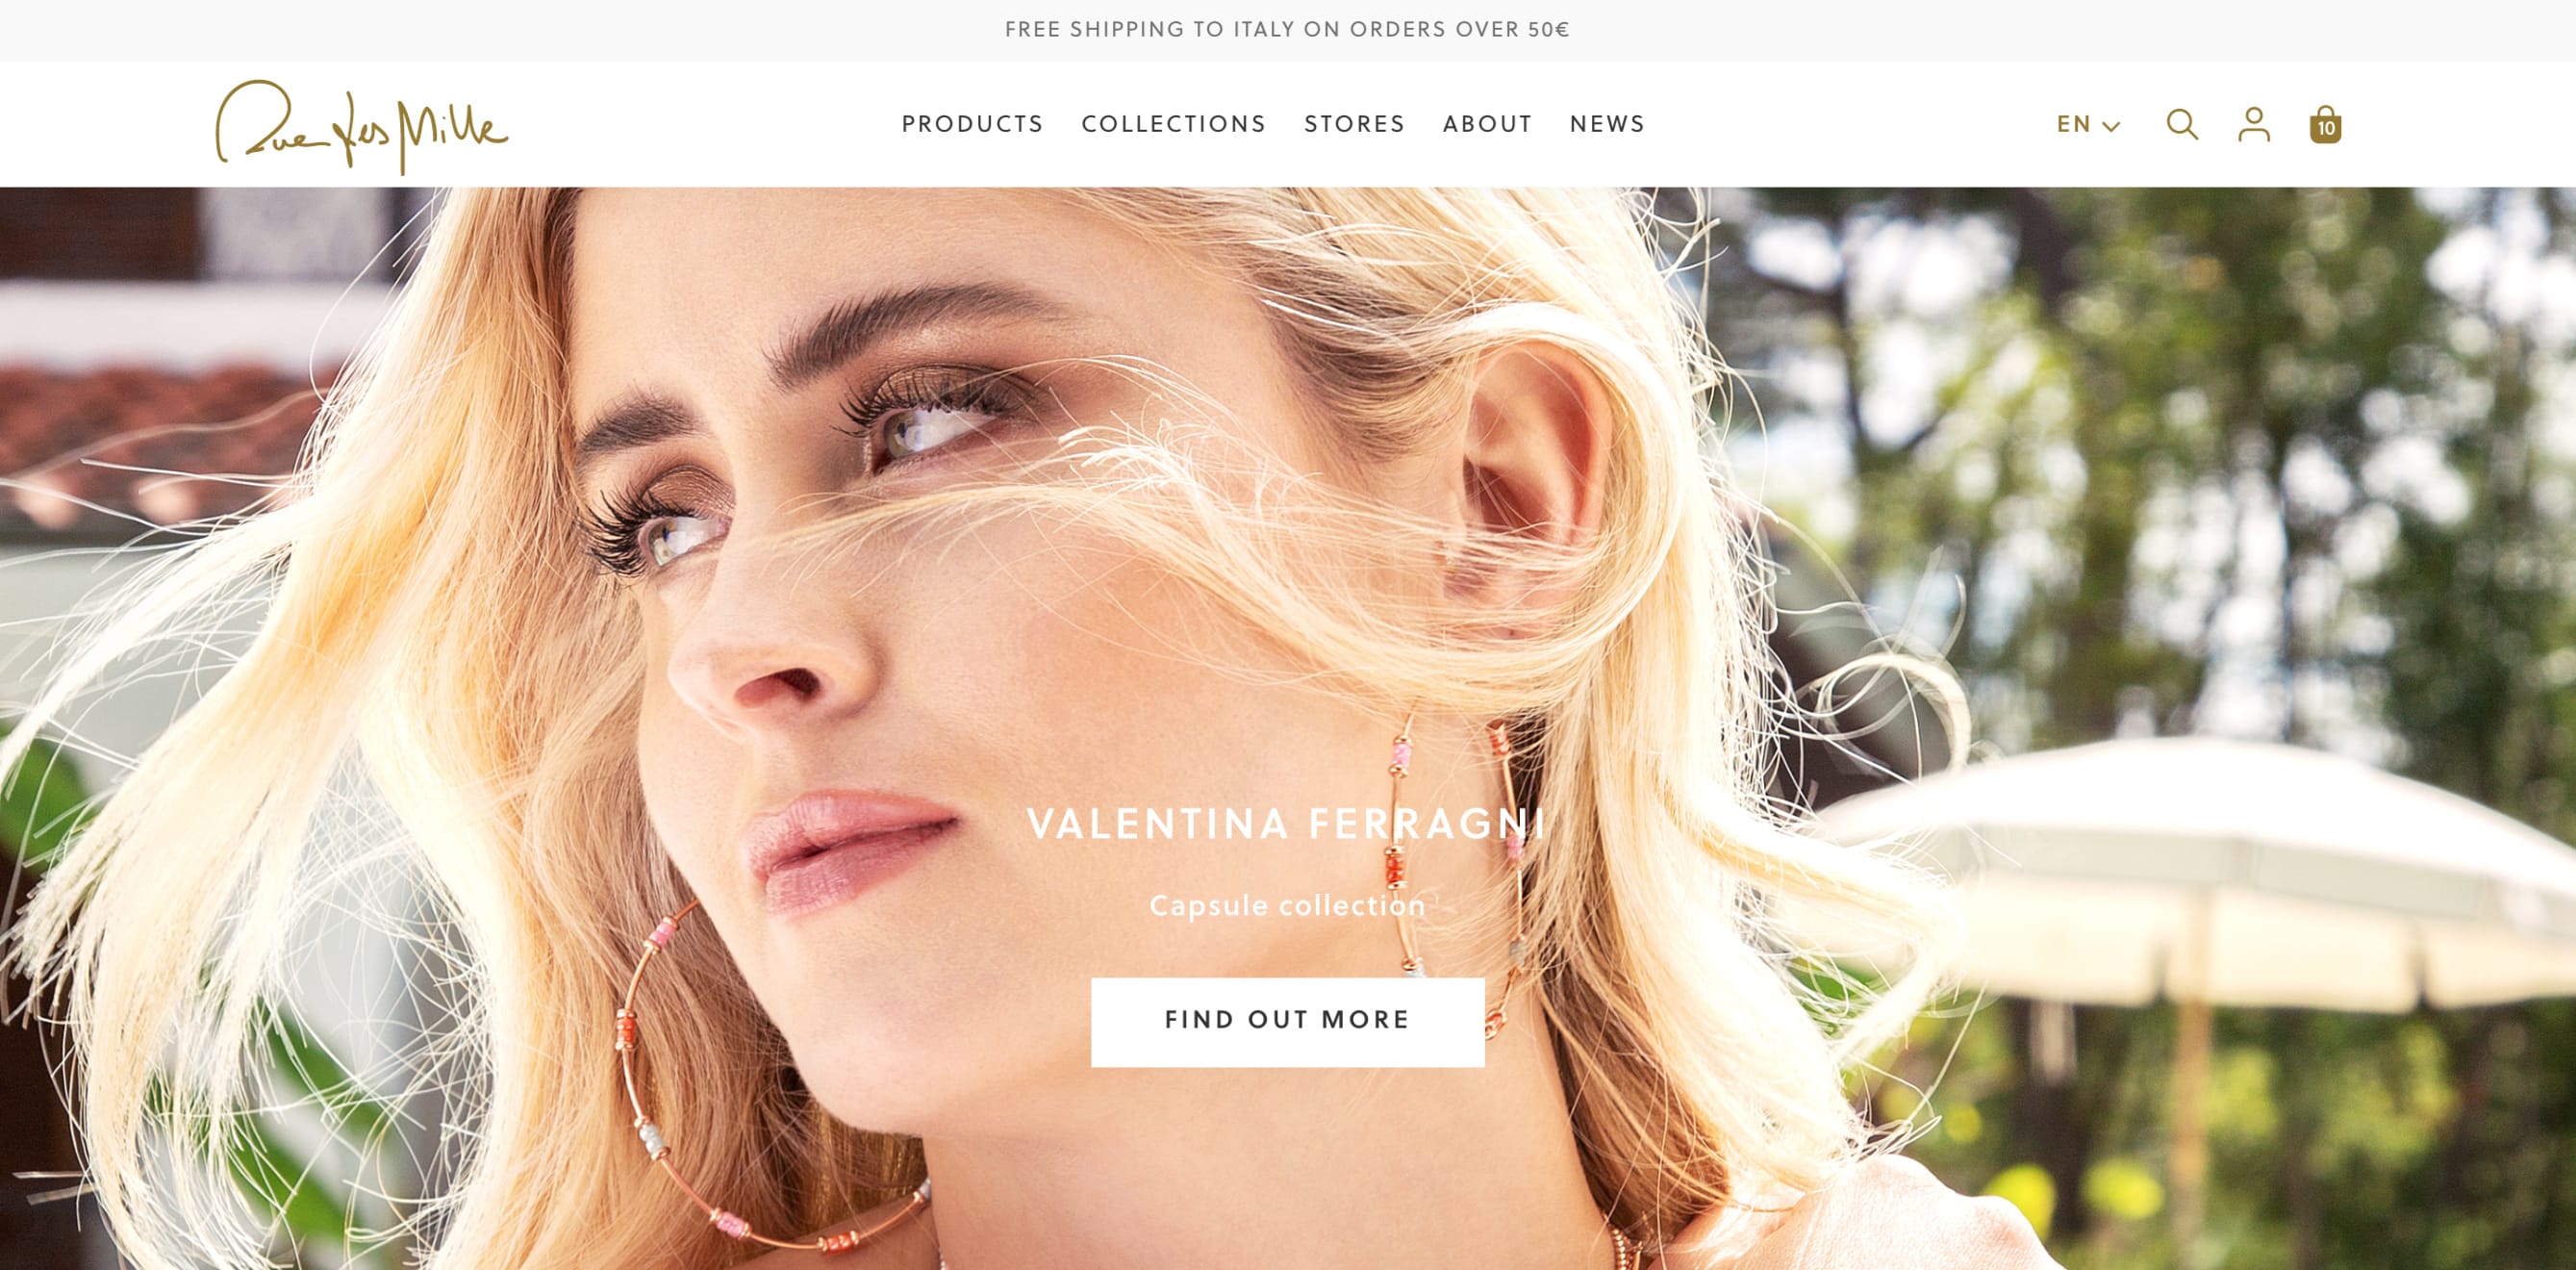 FREE SHIPPING TO ITALY ON ORDERS OVER 50€
Rue Des Mille
PRODUCTS COLLECTIONS STORES ABOUT NEWS
EN
10
VALENTINA FERRAGNI
Capsule collection
FIND OUT MORE